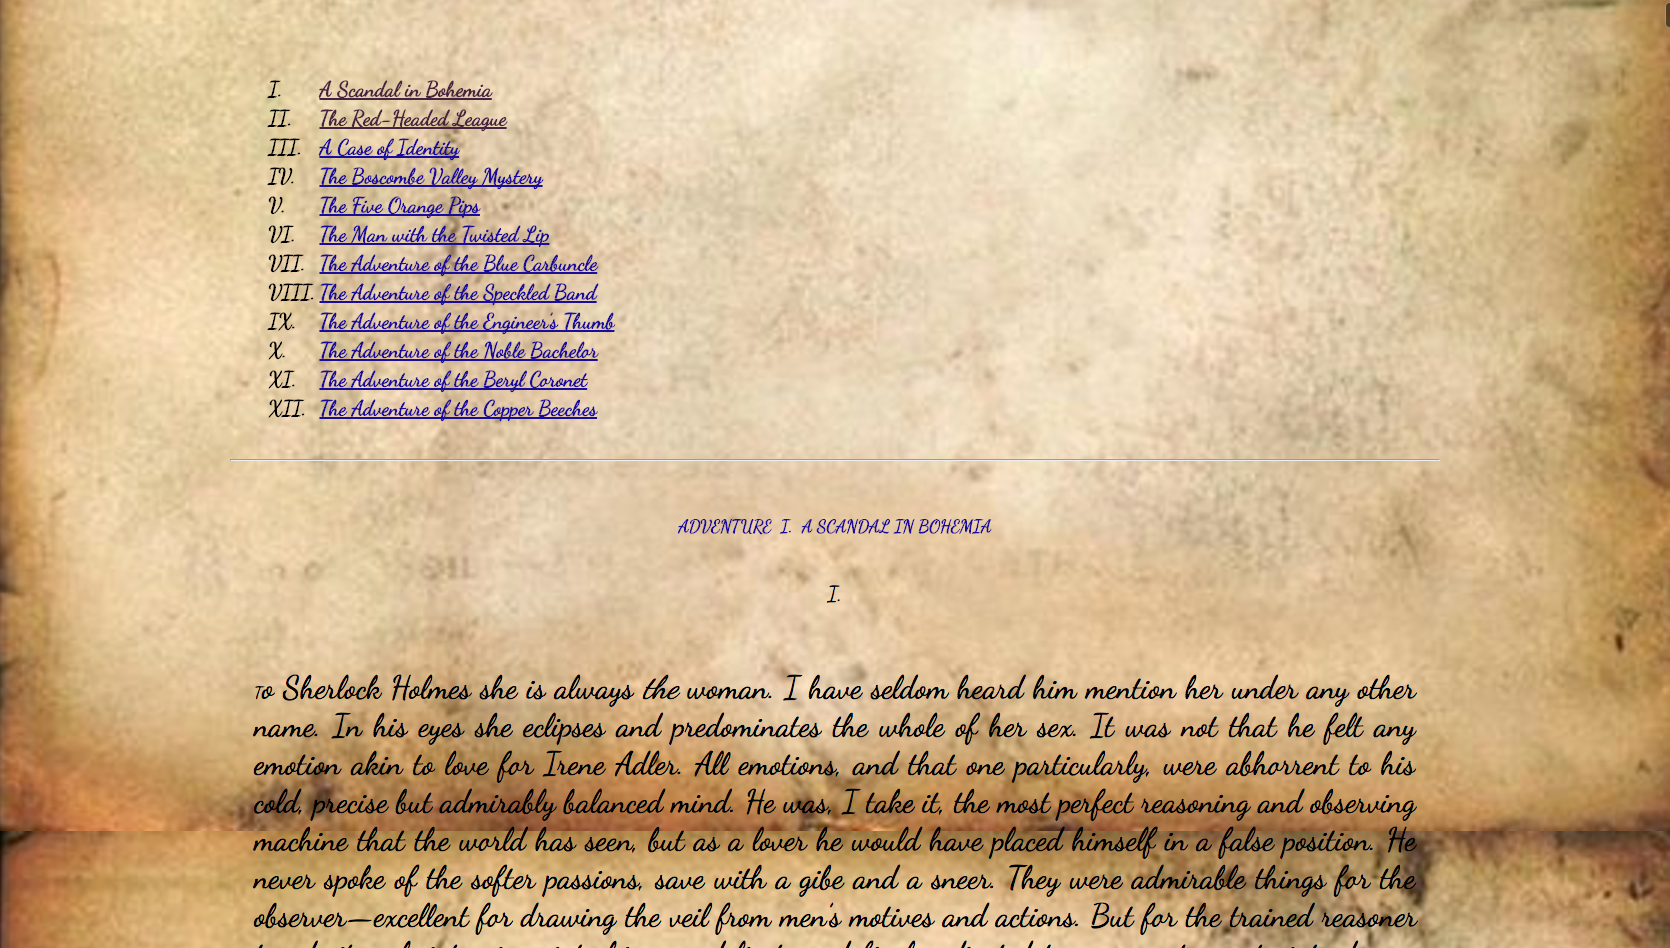 I. A Scandal in Bohemia
II. The Red-Headed League
III. A Case of Identity
IV. The Boscombe Valley Mystery
V. The Five Orange Pips
VI. The Man with the Twisted Lip
VII. The Adventure of the Blue Carbuncle
VIII. The Adventure of the Speckled Band
IX. The Adventure of the Engineer's Thumb
X. The Adventure of the Noble Bachelor
XI. The Adventure of the Beryl Coronet
XII. The Adventure of the Copper Beeches
ADVENTURE I. A SCANDAL IN BOHEMIA
I.
To Sherlock Holmes she is always the woman. I have seldom heard him mention her under any other
name. In his eyes she eclipses and predominates the whole of her sex. It was not that he felt any
emotion akin to love for Irene Adler. All emotions, and that one particularly, were abhorrent to his
cold, precise but admirably balanced mind. He was, I take it, the most perfect reasoning and observing
machine that the world has seen, but as a lover he would have placed himself in a false position. He
never spoke of the softer passions, save with a gibe and a sneer. They were admirable things for the
observer—excellent for drawing the veil from men's motives and actions. But for the trained reasoner